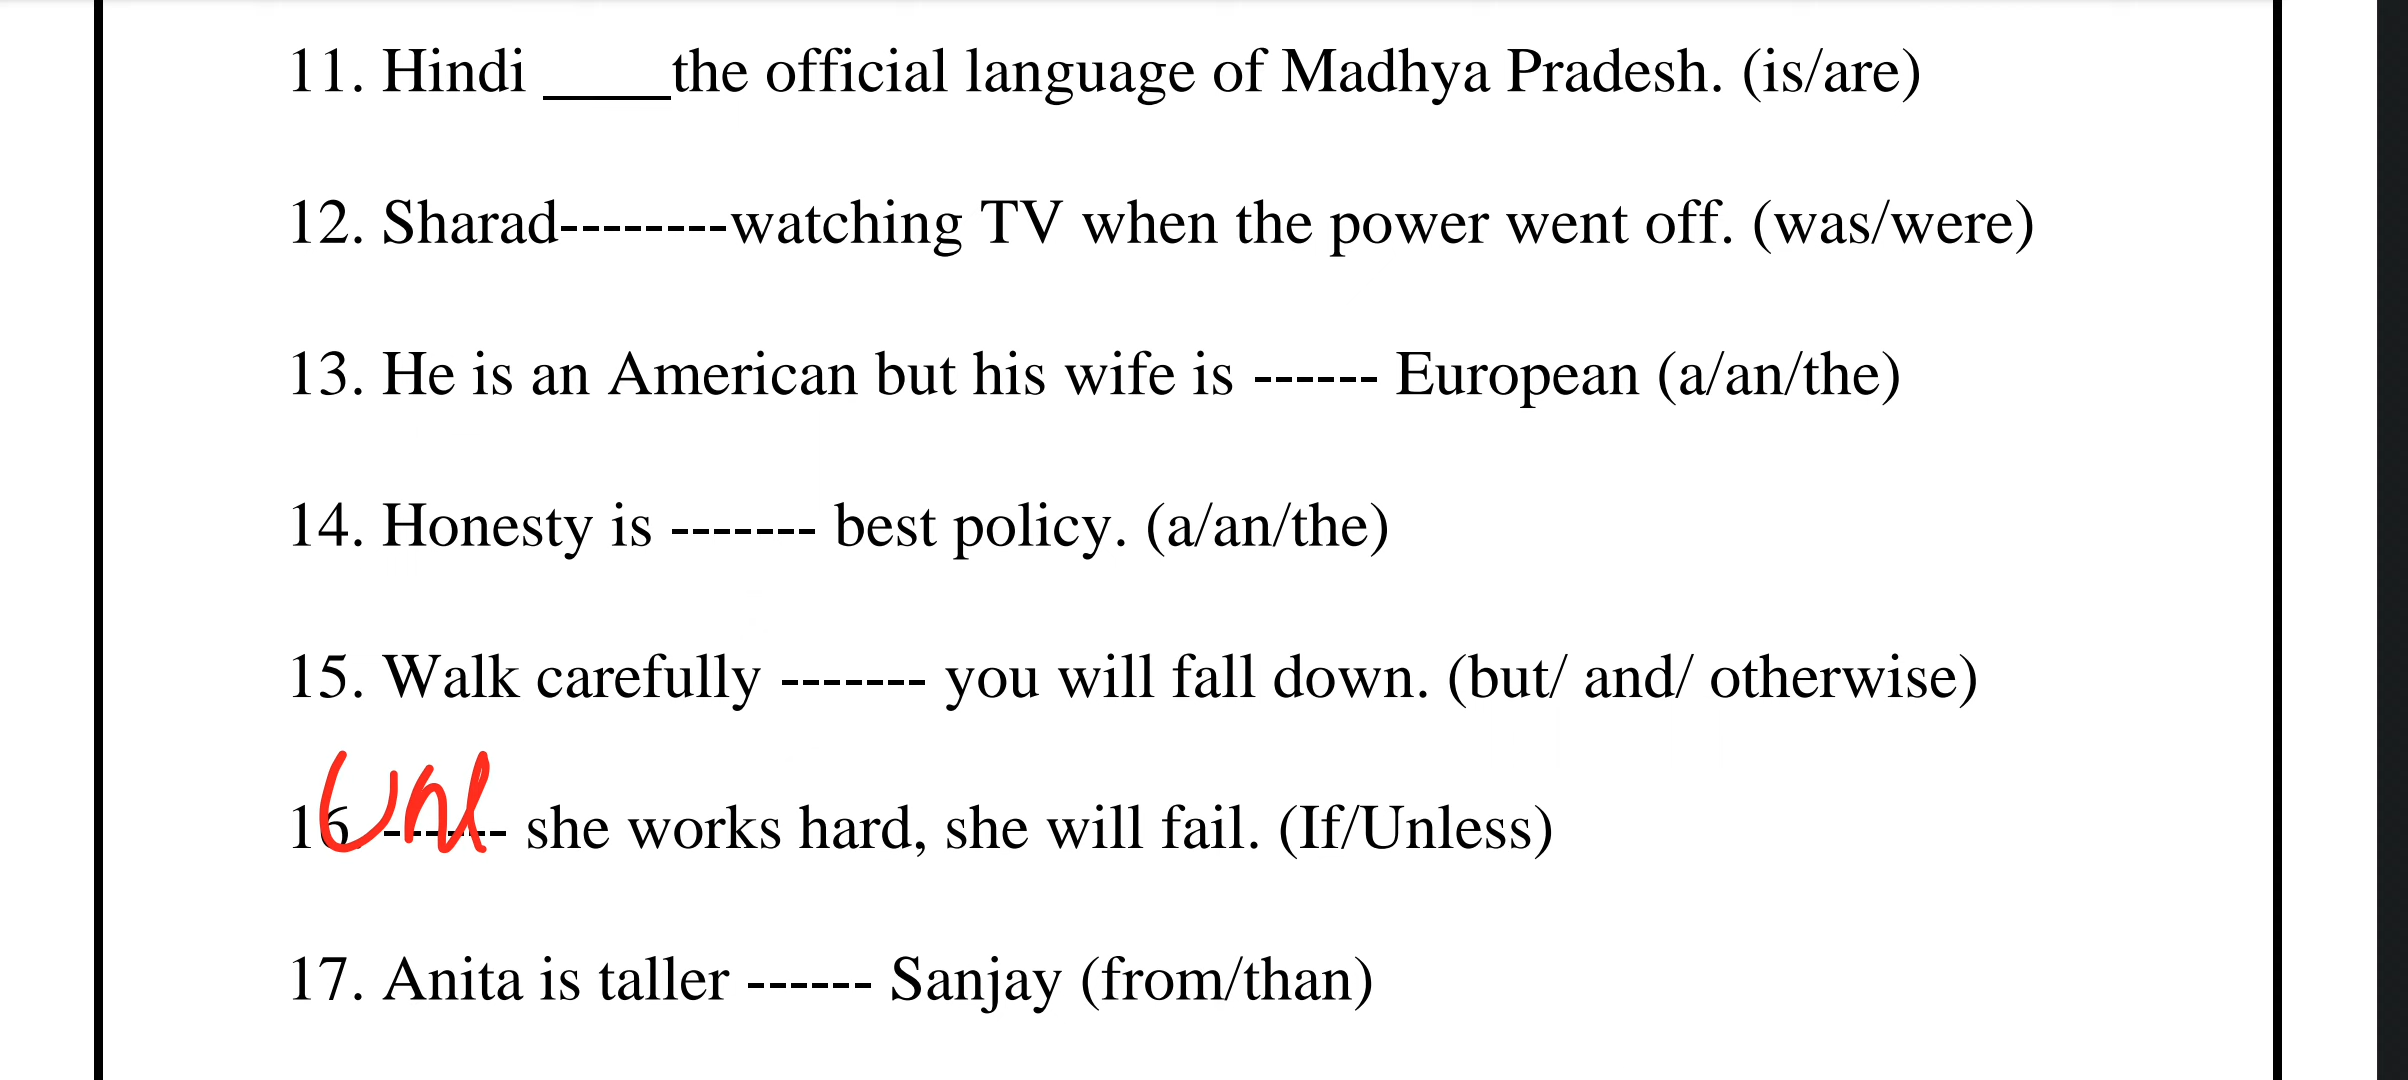 11. Hindi ____the official language of Madhya Pradesh. (is/are)
12. Sharad--------watching TV when the power went off. (was/were)
13. He is an American but his wife is ------ European (a/an/the)
14. Honesty is ------- best policy. (a/an/the)
15. Walk carefully ------- you will fall down. (but/ and/ otherwise)
Unl
16. ------ she works hard, she will fail. (If/Unless)
17. Anita is taller ------ Sanjay (from/than)